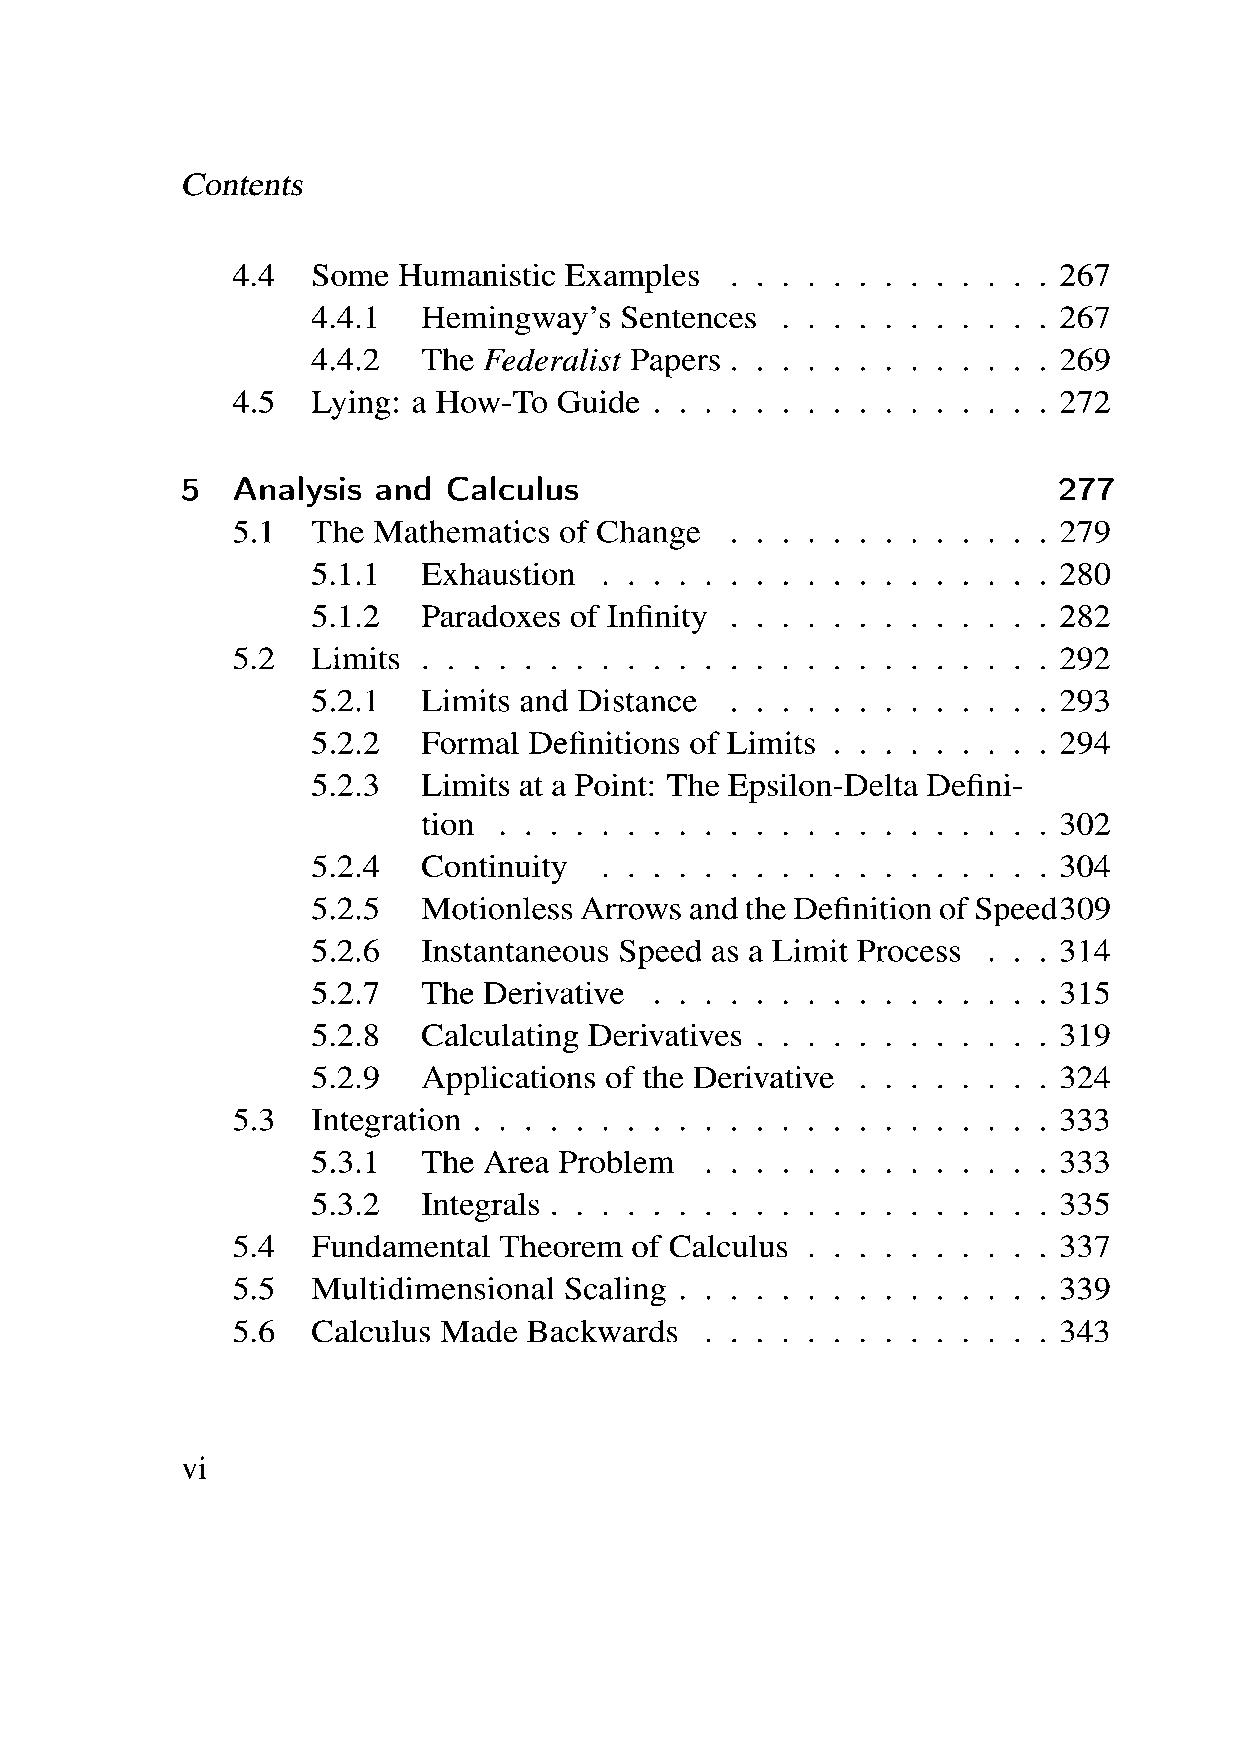 Contents
4.4 Some Humanistic Examples . . . . . . . . . . . . . 267
4.4.1 Hemingway's Sentences . . . . . . . . . . . 267
4.4.2 The Federalist Papers . . . . . . . . . . . . . 269
4.5 Lying: a How-To Guide . . . . . . . . . . . . . . . . 272
5 Analysis and Calculus 277
5.1 The Mathematics of Change . . . . . . . . . . . . . 279
5.1.1 Exhaustion . . . . . . . . . . . . . . . . . . 280
5.1.2 Paradoxes of Infinity . . . . . . . . . . . . . 282
5.2 Limits . . . . . . . . . . . . . . . . . . . . . . . . . 292
5.2.1 Limits and Distance . . . . . . . . . . . . . 293
5.2.2 Formal Definitions of Limits . . . . . . . . . 294
5.2.3 Limits at a Point: The Epsilon-Delta Defini-
tion . . . . . . . . . . . . . . . . . . . . . . 302
5.2.4 Continuity . . . . . . . . . . . . . . . . . . 304
5.2.5 Motionless Arrows and the Definition of Speed309
5.2.6 Instantaneous Speed as a Limit Process . . . 314
5.2.7 The Derivative . . . . . . . . . . . . . . . . 315
5.2.8 Calculating Derivatives . . . . . . . . . . . . 319
5.2.9 Applications of the Derivative . . . . . . . . 324
5.3 Integration . . . . . . . . . . . . . . . . . . . . . . . 333
5.3.1 The Area Problem . . . . . . . . . . . . . . 333
5.3.2 Integrals . . . . . . . . . . . . . . . . . . . . 335
5.4 Fundamental Theorem of Calculus . . . . . . . . . . 337
5.5 Multidimensional Scaling . . . . . . . . . . . . . . . 339
5.6 Calculus Made Backwards . . . . . . . . . . . . . . 343
vi